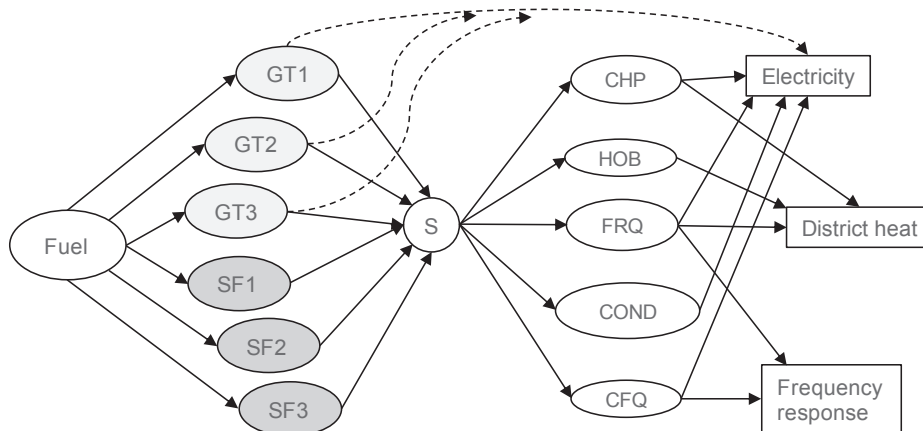 Fuel
GT1
GT2
GT3
SF1
SF2
SF3
S
CHP
HOB
FRQ
COND
CFQ
Electricity
District heat
Frequency
response